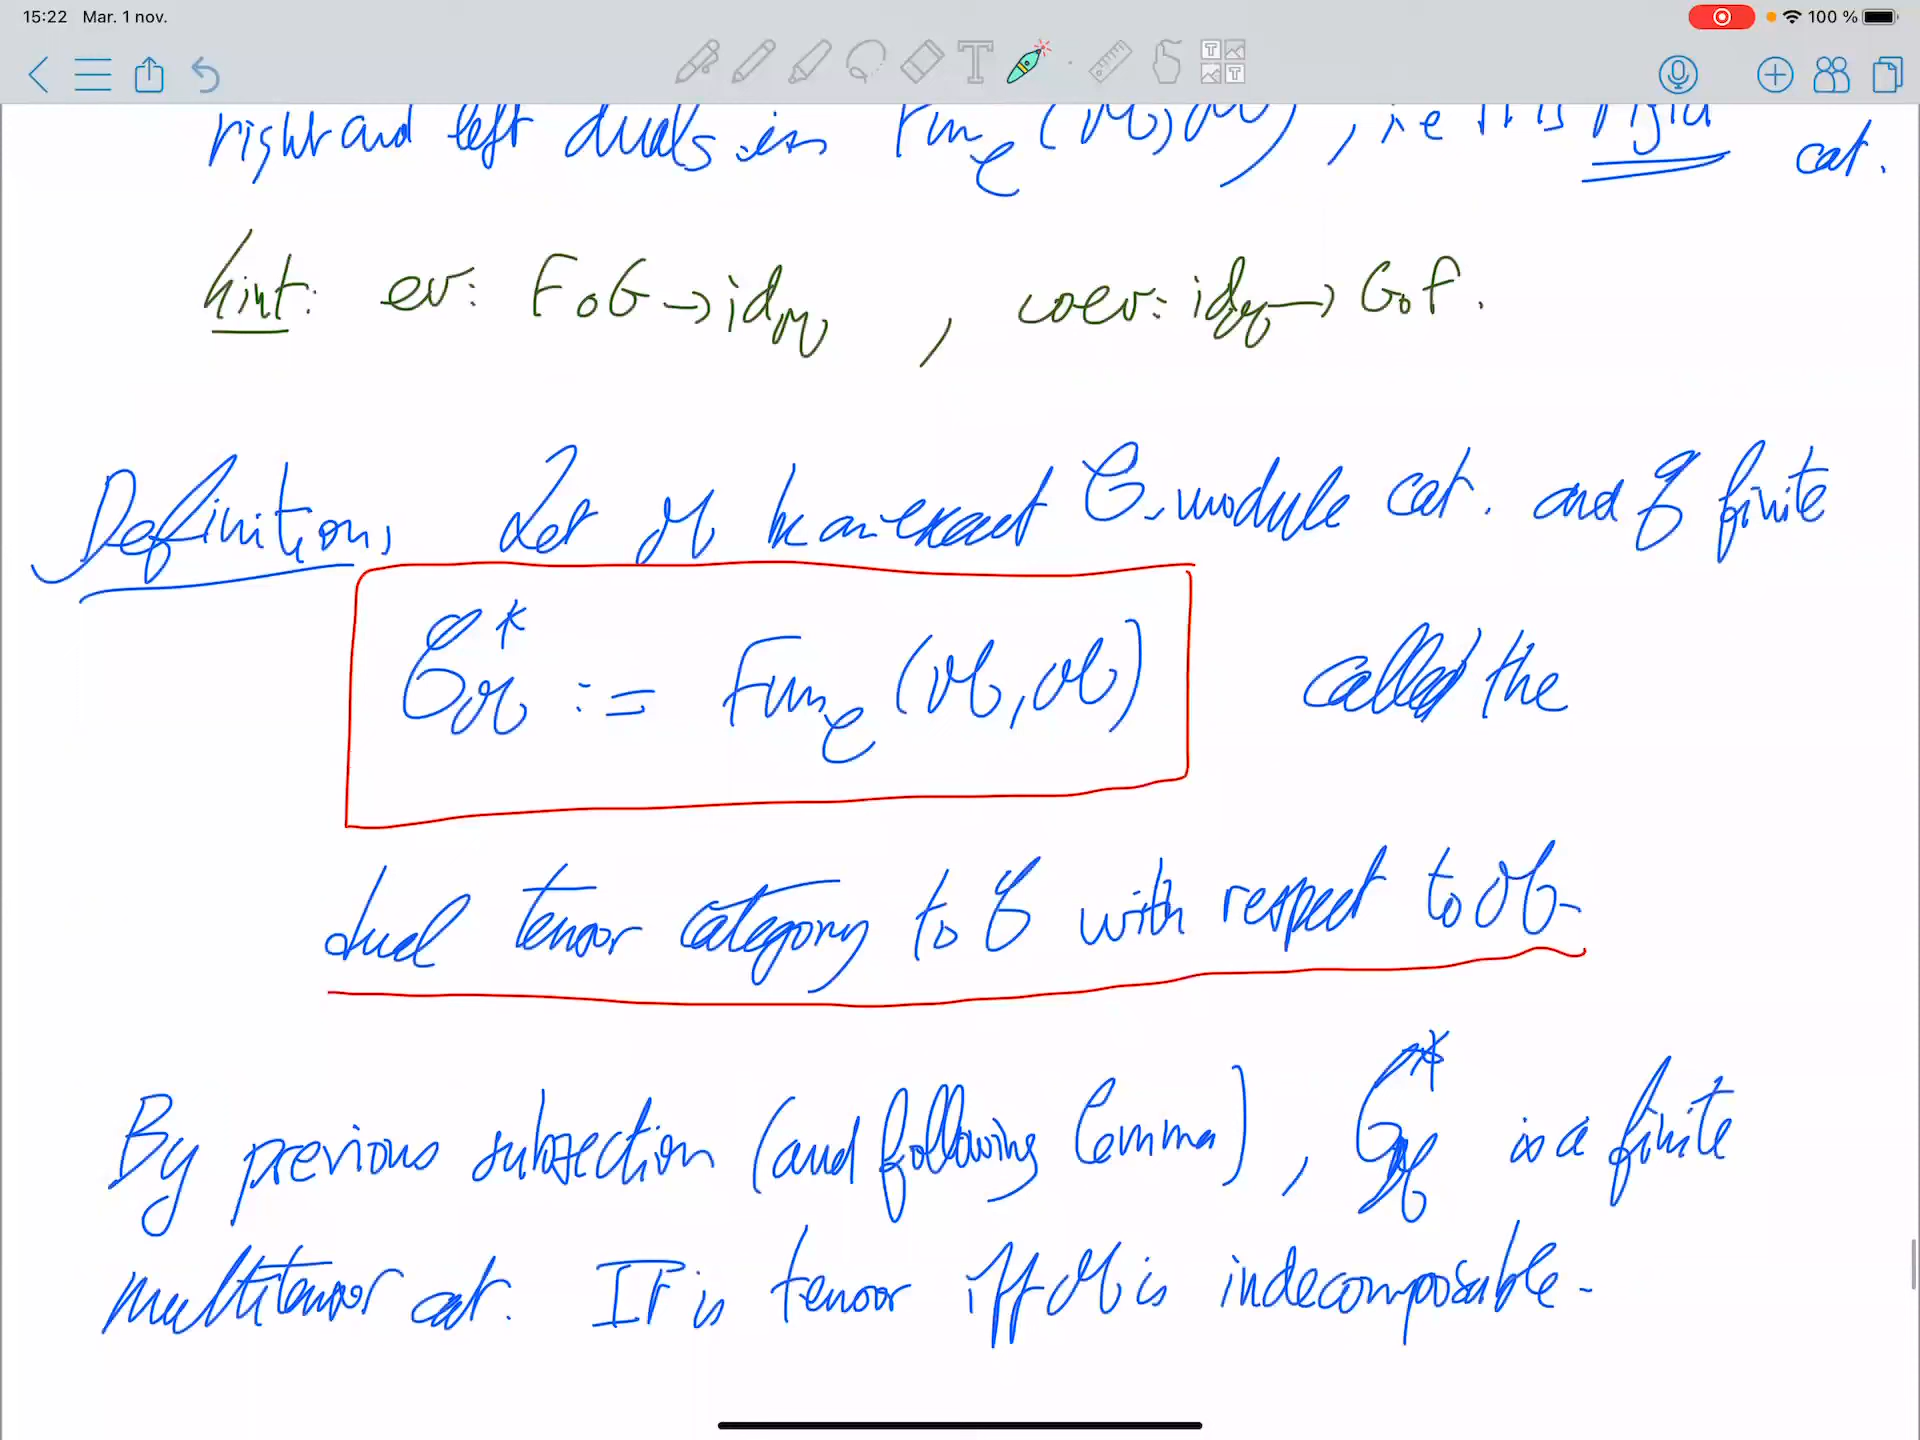 15:22 Mar. 1 nov. 100 %
right and left duals in Fun_C (M, M), i.e it is rigid cat.
hint: ev: F∘G → id_M , coev: id_M → G∘F.
Definition, Let M be an exact C-module cat. and C finite
C*_M := Fun_C (M, M) called the
dual tensor category to C with respect to M.
By previous subsection (and following Lemma), C*_M is a finite
multitensor cat. It is tensor iff M is indecomposable.